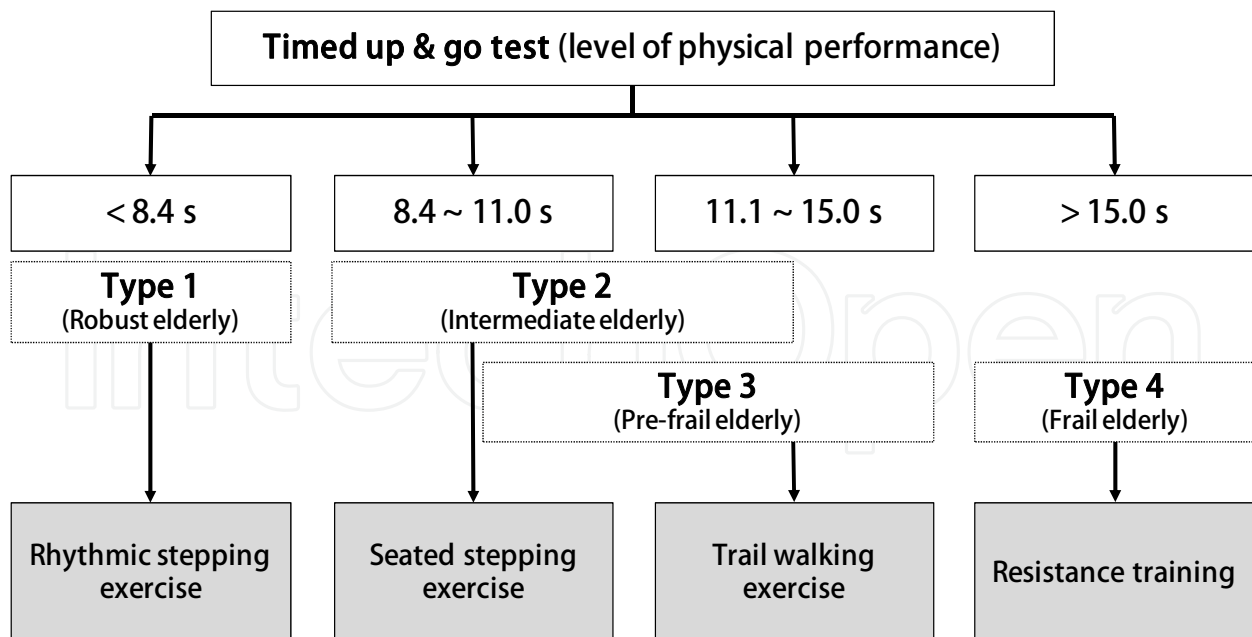 Timed up & go test (level of physical performance)
< 8.4 s
8.4 ~ 11.0 s
11.1 ~ 15.0 s
> 15.0 s
Type 1
(Robust elderly)
Type 2
(Intermediate elderly)
Type 3
(Pre-frail elderly)
Type 4
(Frail elderly)
Rhythmic stepping
exercise
Seated stepping
exercise
Trail walking
exercise
Resistance training
IntechOpen